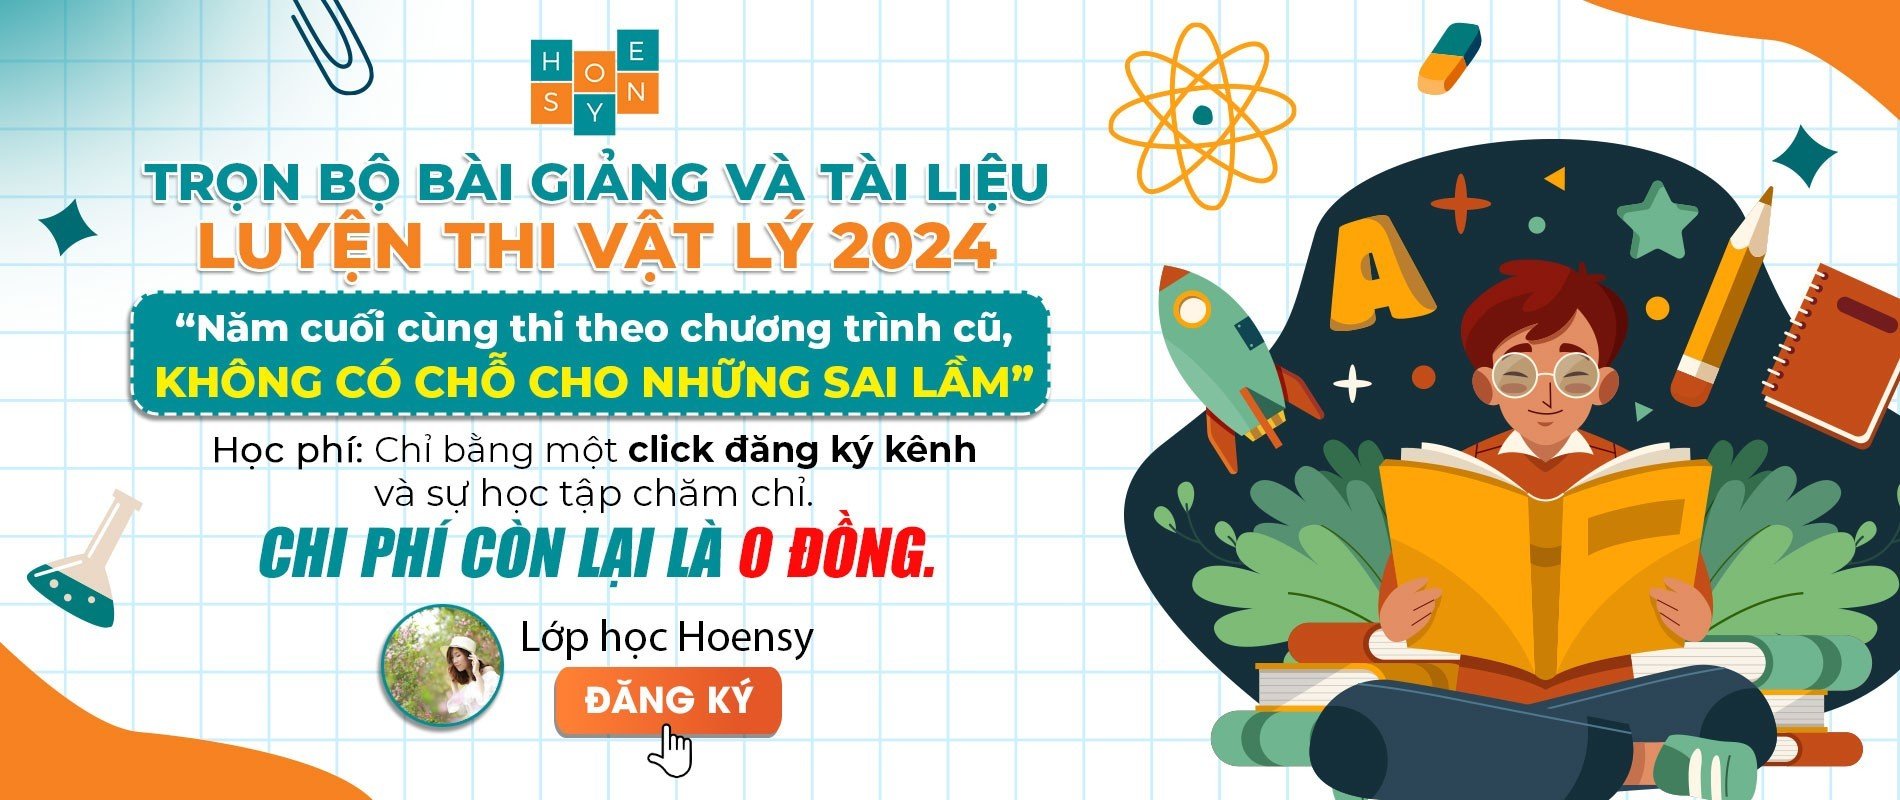 HOENSY
TRỌN BỘ BÀI GIẢNG VÀ TÀI LIỆU
LUYỆN THI VẬT LÝ 2024
“Năm cuối cùng thi theo chương trình cũ,
KHÔNG CÓ CHỖ CHO NHỮNG SAI LẦM”
Học phí: Chỉ bằng một click đăng ký kênh
và sự học tập chăm chỉ.
CHI PHÍ CÒN LẠI LÀ 0 ĐỒNG.
Lớp học Hoensy
ĐĂNG KÝ
A